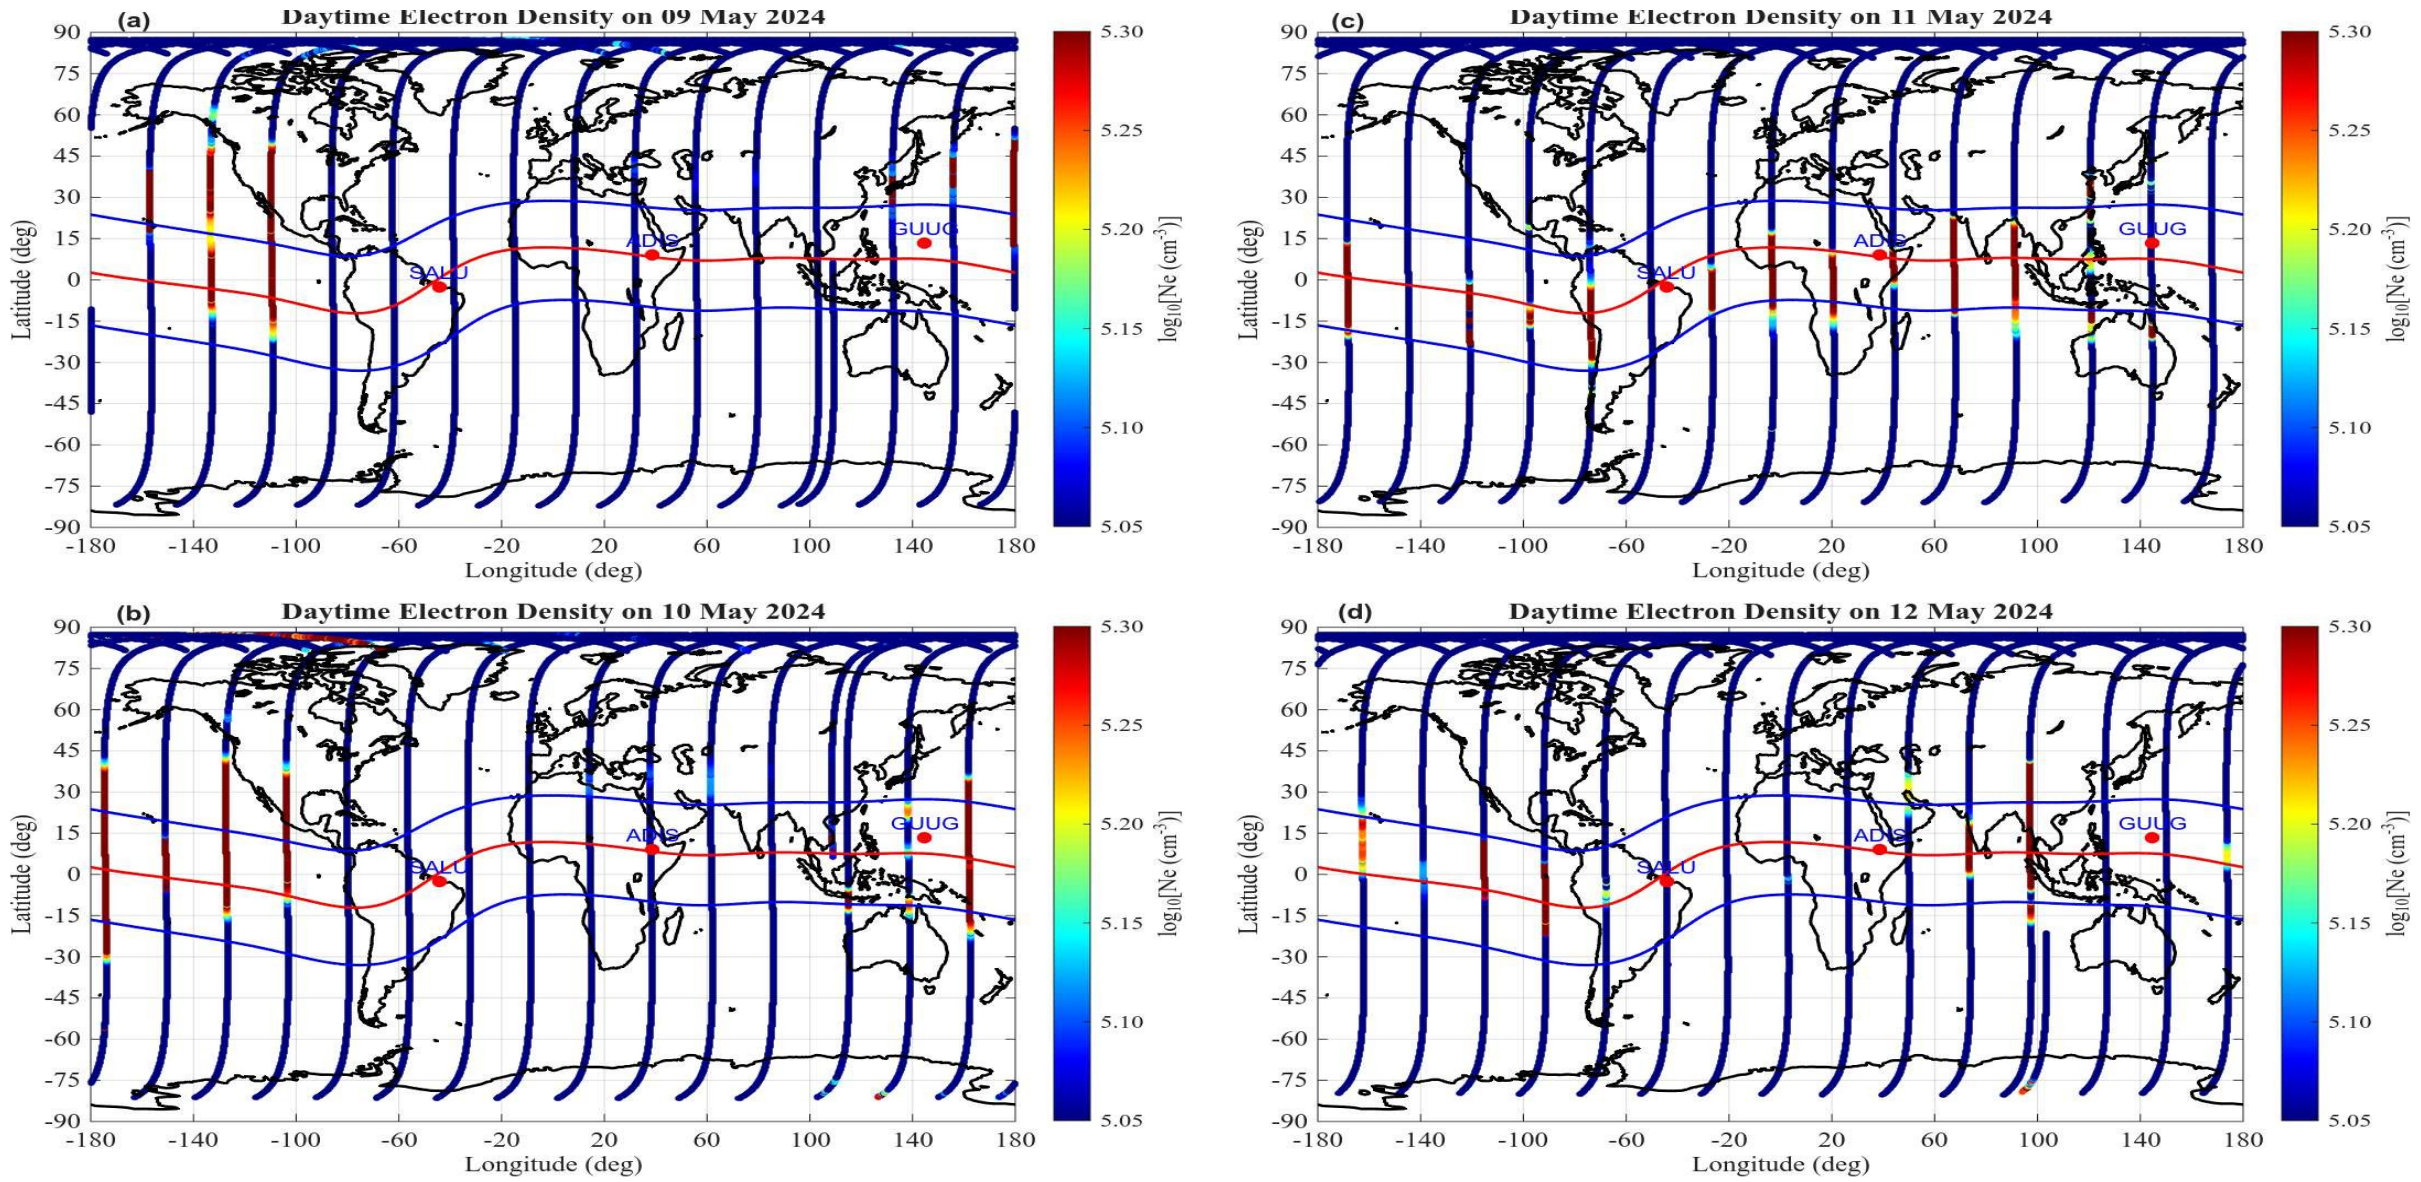 (a)
Daytime Electron Density on 09 May 2024
90
75
60
45
30
15
0
-15
-30
-45
-60
-75
-90
Latitude (deg)
-180 -140 -100 -60 -20 20 60 100 140 180
Longitude (deg)
SALU
ADIS
GUUG
5.30
5.25
5.20
5.15
5.10
5.05
log10[Ne (cm-3)]
(c)
Daytime Electron Density on 11 May 2024
90
75
60
45
30
15
0
-15
-30
-45
-60
-75
-90
Latitude (deg)
-180 -140 -100 -60 -20 20 60 100 140 180
Longitude (deg)
SALU
ADIS
GUUG
5.30
5.25
5.20
5.15
5.10
5.05
log10[Ne (cm-3)]
(b)
Daytime Electron Density on 10 May 2024
90
75
60
45
30
15
0
-15
-30
-45
-60
-75
-90
Latitude (deg)
-180 -140 -100 -60 -20 20 60 100 140 180
Longitude (deg)
SALU
ADIS
GUUG
5.30
5.25
5.20
5.15
5.10
5.05
log10[Ne (cm-3)]
(d)
Daytime Electron Density on 12 May 2024
90
75
60
45
30
15
0
-15
-30
-45
-60
-75
-90
Latitude (deg)
-180 -140 -100 -60 -20 20 60 100 140 180
Longitude (deg)
SALU
ADIS
GUUG
5.30
5.25
5.20
5.15
5.10
5.05
log10[Ne (cm-3)]